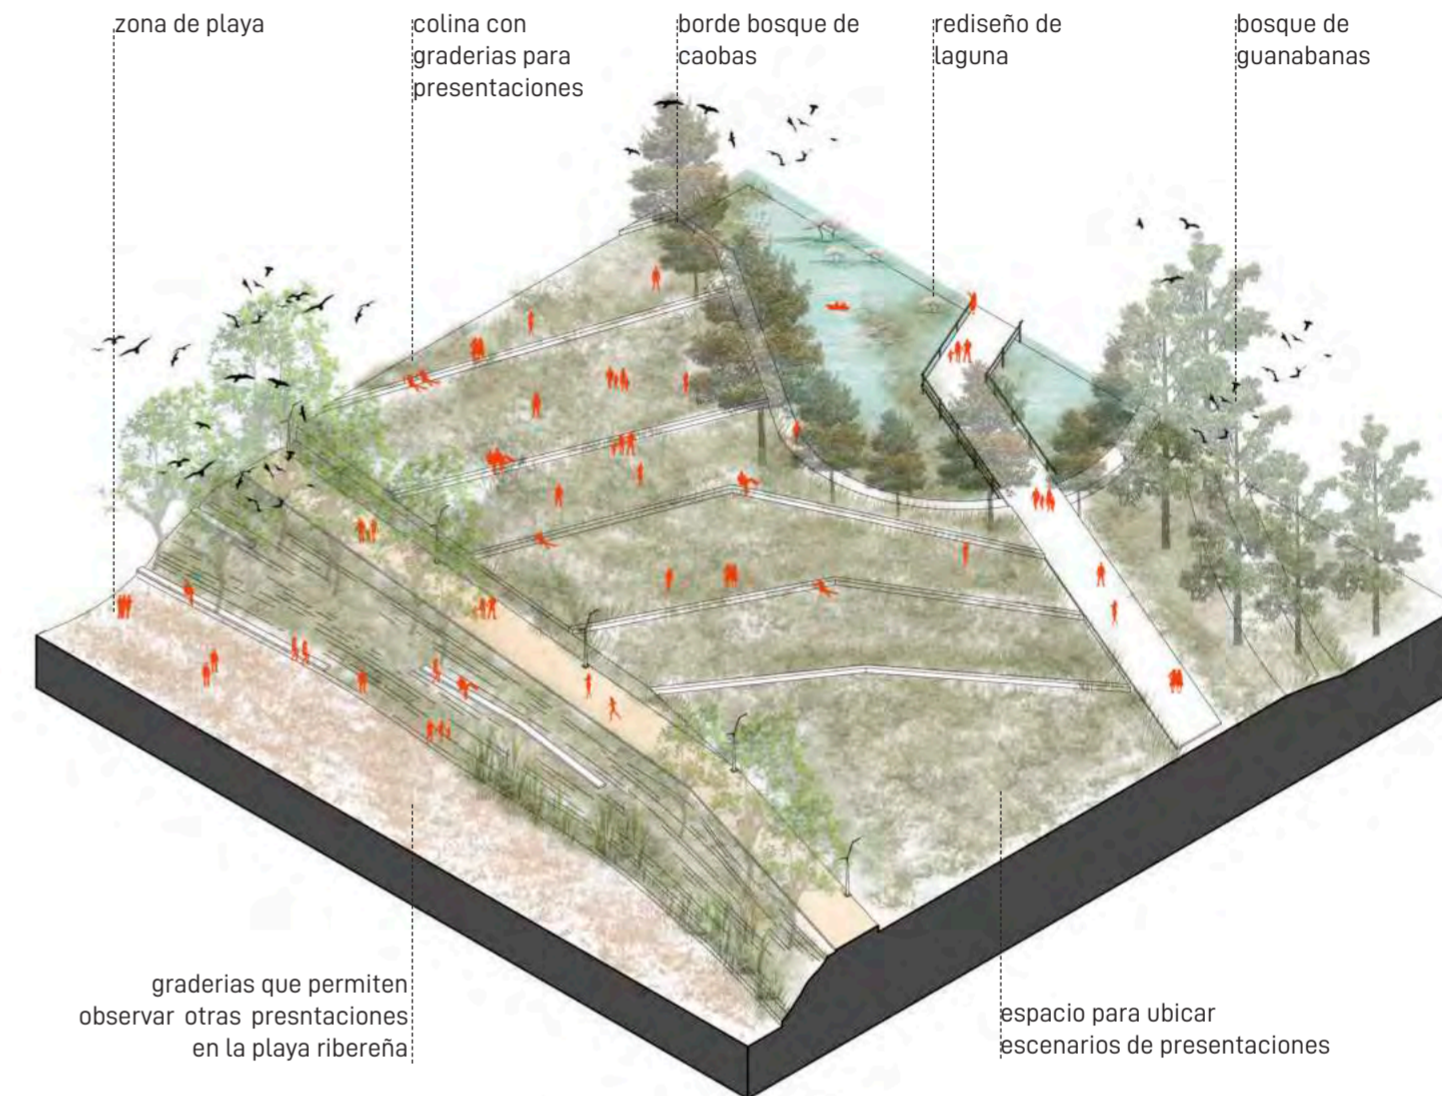 zona de playa
colina con
graderias para
presentaciones
borde bosque de
caobas
rediseño de
laguna
bosque de
guanabanas
graderias que permiten
observar otras presntaciones
en la playa ribereña
espacio para ubicar
escenarios de presentaciones